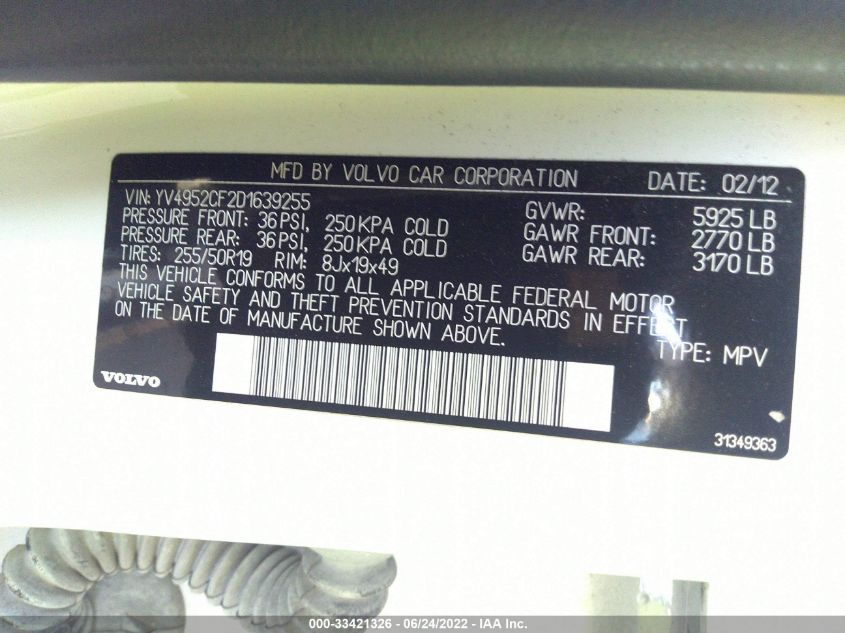 MFD BY VOLVO CAR CORPORATION DATE: 02/12
VIN: YV4952CF2D1639255
PRESSURE FRONT: 36 PSI, 250 KPA COLD
PRESSURE REAR: 36 PSI, 250 KPA COLD
TIRES: 255/50R19 RIM: 8Jx19x49
GVWR: 5925 LB
GAWR FRONT: 2770 LB
GAWR REAR: 3170 LB
THIS VEHICLE CONFORMS TO ALL APPLICABLE FEDERAL MOTOR
VEHICLE SAFETY AND THEFT PREVENTION STANDARDS IN EFFECT
ON THE DATE OF MANUFACTURE SHOWN ABOVE.
TYPE: MPV
VOLVO
31349363
000-33421326 - 06/24/2022 - IAA Inc.